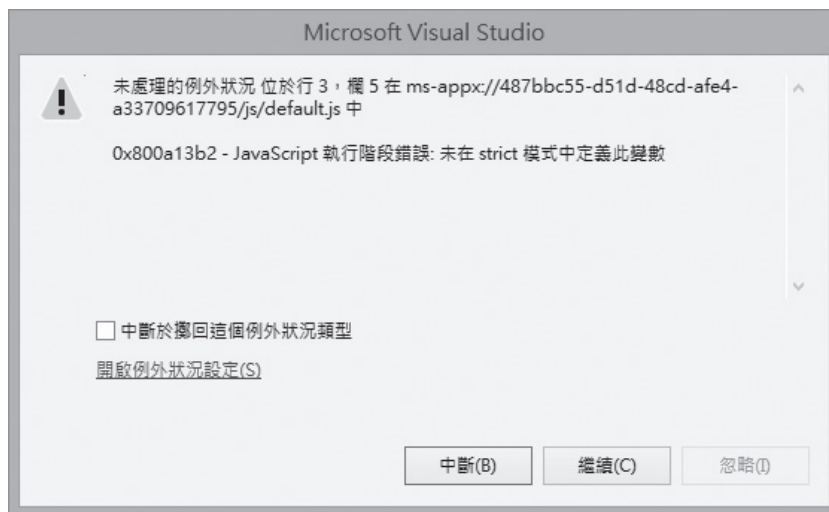 Microsoft Visual Studio
未處理的例外狀況 位於行 3，欄 5 在 ms-appx://487bbc55-d51d-48cd-afe4-
a33709617795/js/default.js 中
0x800a13b2 - JavaScript 執行階段錯誤: 未在 strict 模式中定義此變數
中斷於擲回這個例外狀況類型
開啟例外狀況設定(S)
中斷(B)
繼續(C)
忽略(I)